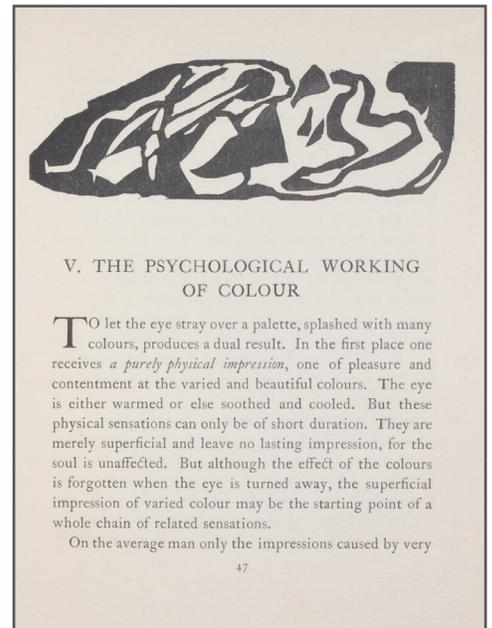 V. THE PSYCHOLOGICAL WORKING
OF COLOUR
TO let the eye stray over a palette, splashed with many
colours, produces a dual result. In the first place one
receives a purely physical impression, one of pleasure and
contentment at the varied and beautiful colours. The eye
is either warmed or else soothed and cooled. But these
physical sensations can only be of short duration. They are
merely superficial and leave no lasting impression, for the
soul is unaffected. But although the effect of the colours
is forgotten when the eye is turned away, the superficial
impression of varied colour may be the starting point of a
whole chain of related sensations.
On the average man only the impressions caused by very
47